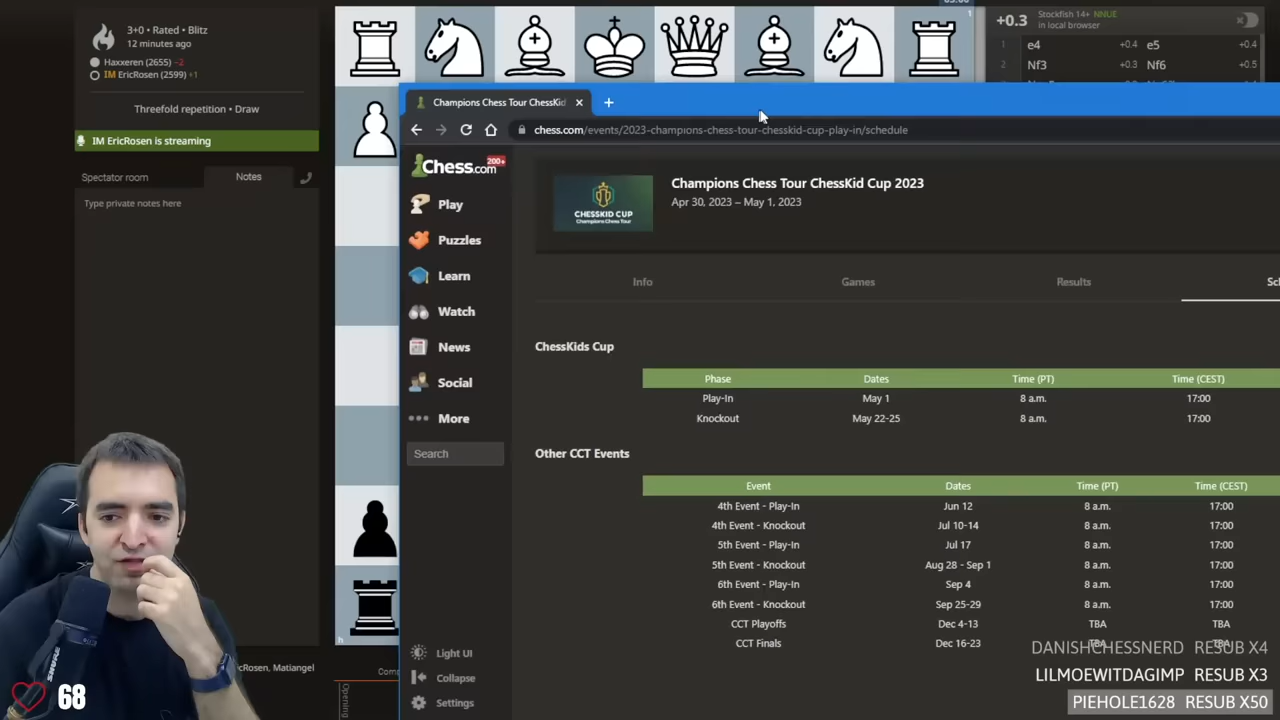 3+0 • Rated • Blitz
12 minutes ago
Haxxeren (2655) −2
IM EricRosen (2599) +1
Threefold repetition • Draw
IM EricRosen is streaming
Spectator room
Notes
Type private notes here
1
+0.3
Stockfish 14+ NNUE
in local browser
1 e4 +0.4 e5 +0.4
2 Nf3 +0.3 Nf6 +0.5
Champions Chess Tour ChessKid
chess.com/events/2023-champions-chess-tour-chesskid-cup-play-in/schedule
Chess.com
200+
Play
Puzzles
Learn
Watch
News
Social
More
Search
Light UI
Collapse
Settings
CHESSKID CUP
Champions Chess Tour
Champions Chess Tour ChessKid Cup 2023
Apr 30, 2023 – May 1, 2023
Info Games Results
ChessKids Cup
Phase Dates Time (PT) Time (CEST)
Play-In May 1 8 a.m. 17:00
Knockout May 22-25 8 a.m. 17:00
Other CCT Events
Event Dates Time (PT) Time (CEST)
4th Event - Play-In Jun 12 8 a.m. 17:00
4th Event - Knockout Jul 10-14 8 a.m. 17:00
5th Event - Play-In Jul 17 8 a.m. 17:00
5th Event - Knockout Aug 28 - Sep 1 8 a.m. 17:00
6th Event - Play-In Sep 4 8 a.m. 17:00
6th Event - Knockout Sep 25-29 8 a.m. 17:00
CCT Playoffs Dec 4-13 TBA TBA
CCT Finals Dec 16-23 TBA TBA
h
cRosen, Matiangel
Opening
DANISHCHESSNERD RESUB X4
LILMOEWITDAGIMP RESUB X3
PIEHOLE1628 RESUB X50
68